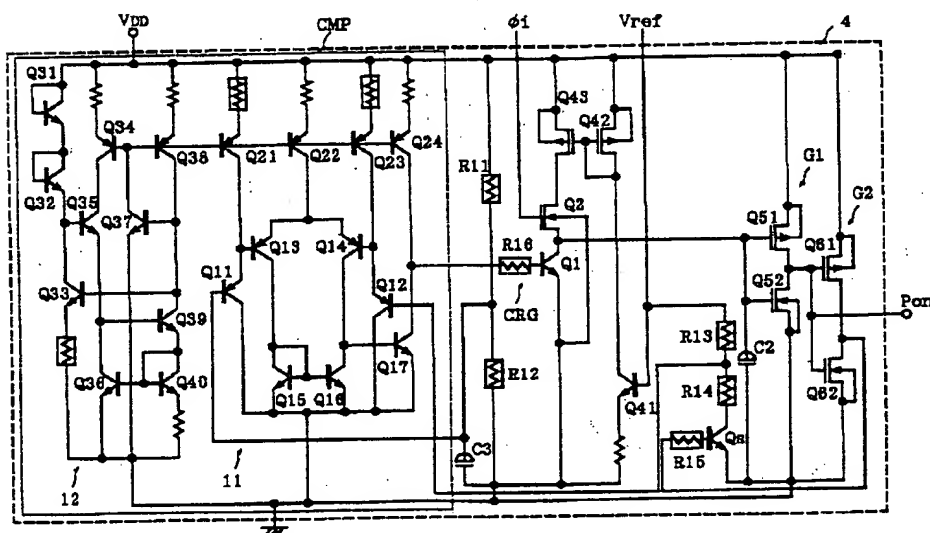 VDD
CMP
φi
Vref
4
Q31
Q34
Q38
Q21
Q22
Q23
Q24
Q43
Q42
G1
G2
Q32
Q35
Q37
R11
Q2
Q51
Q61
Q13
Q14
R16
Q1
Q11
Q12
Q33
CRG
Q52
Pon
Q39
Q17
R13
C2
Q36
Q40
Q15
Q16
R12
Q41
R14
Q62
C3
R15
12
11